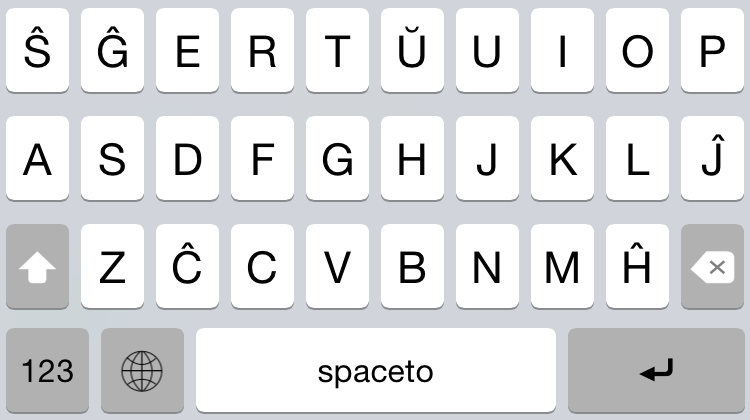 Ŝ Ĝ E R T Ŭ U I O P
A S D F G H J K L Ĵ
Z Ĉ C V B N M Ĥ
123 spaceto